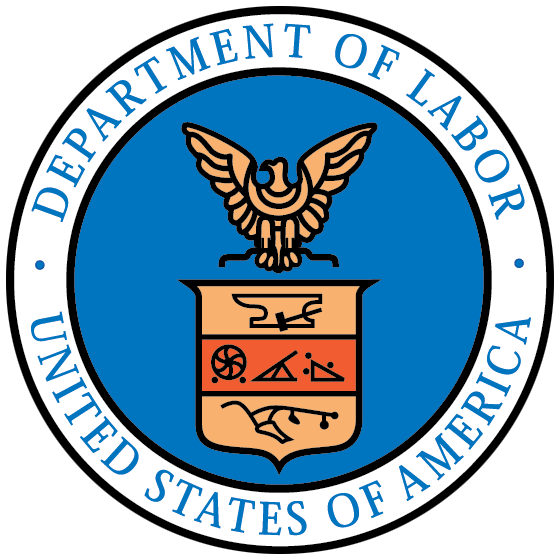 DEPARTMENT OF LABOR
UNITED STATES OF AMERICA